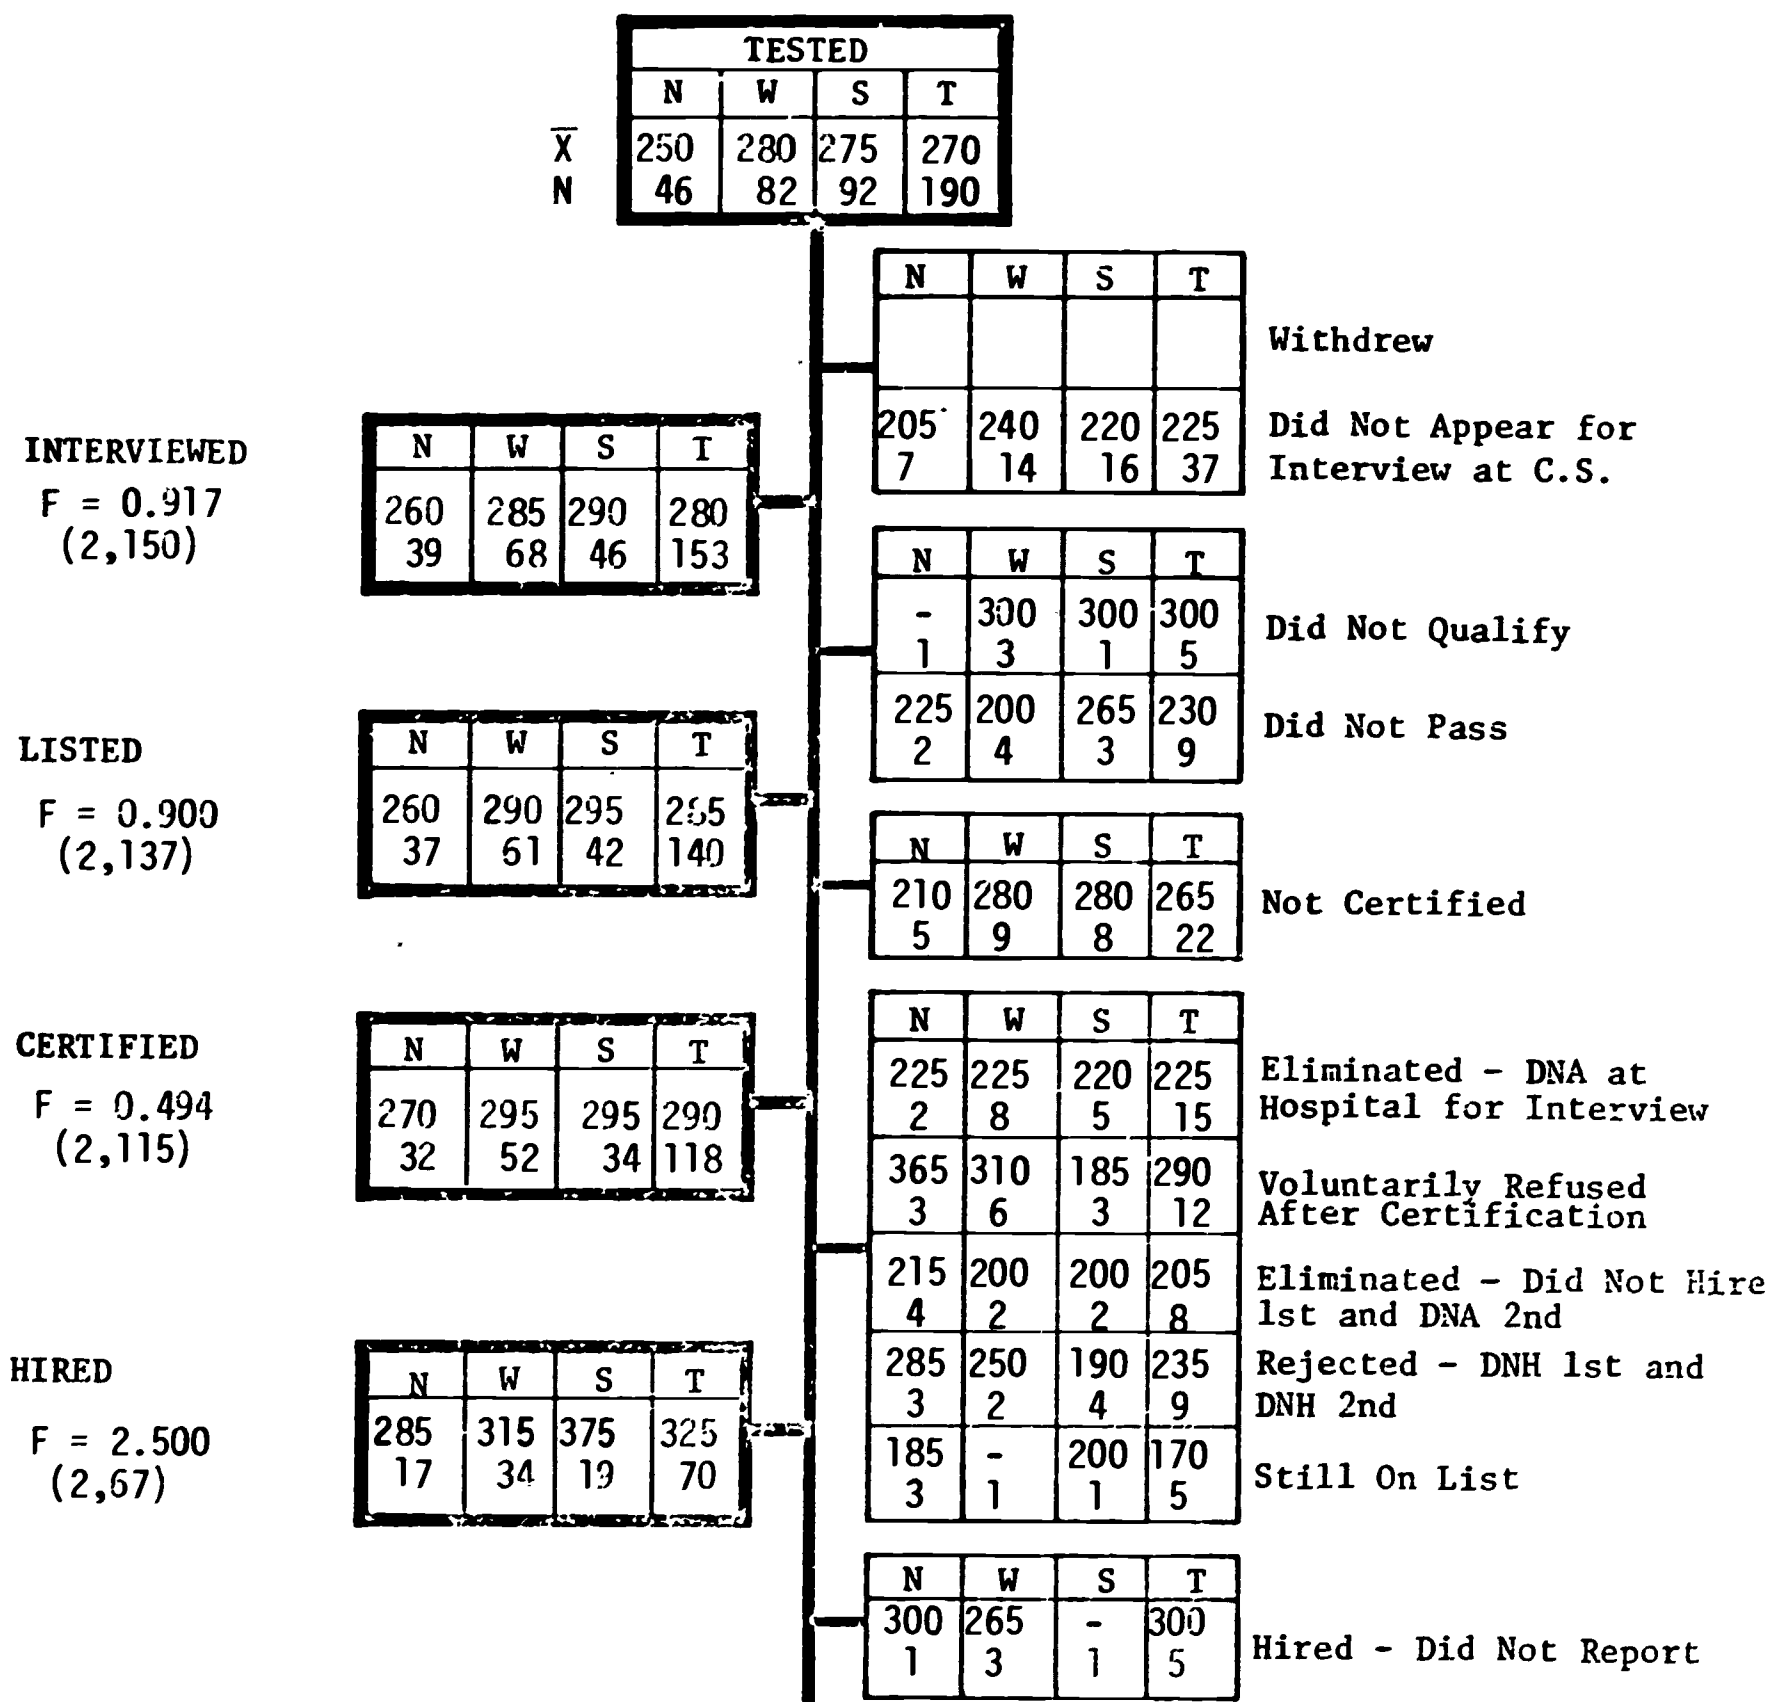 TESTED
N W S T
X̄ 250 280 275 270
N 46 82 92 190
N W S T
Withdrew
205 240 220 225 Did Not Appear for
7 14 16 37 Interview at C.S.
INTERVIEWED
F = 0.917
(2,150)
N W S T
260 285 290 280
39 68 46 153
N W S T
- 300 300 300 Did Not Qualify
1 3 1 5
225 200 265 230 Did Not Pass
2 4 3 9
LISTED
F = 0.900
(2,137)
N W S T
260 290 295
37 61 42 140
N W S T
210 280 280 265 Not Certified
5 9 8 22
CERTIFIED
F = 0.494
(2,115)
N W S T
270 295 295 290
32 52 34 118
N W S T
225 225 220 225 Eliminated - DNA at
2 8 5 15 Hospital for Interview
365 310 185 290 Voluntarily Refused
3 6 3 12 After Certification
215 200 200 205 Eliminated - Did Not Hire
4 2 2 8 1st and DNA 2nd
285 250 190 235 Rejected - DNH 1st and
3 2 4 9 DNH 2nd
185 - 200 170 Still On List
3 1 1 5
HIRED
F = 2.500
(2,67)
N W S T
285 315 375 325
17 34 19 70
N W S T
300 265 - 300 Hired - Did Not Report
1 3 1 5